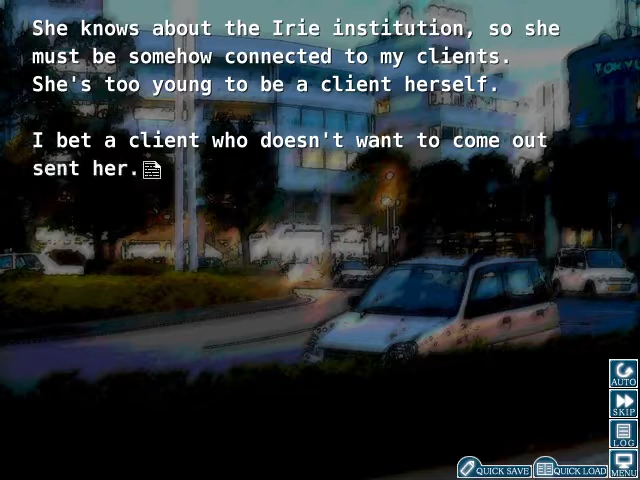 She knows about the Irie institution, so she
must be somehow connected to my clients.
She's too young to be a client herself.
I bet a client who doesn't want to come out
sent her.
TOKYU
AUTO
SKIP
LOG
MENU
QUICK SAVE
QUICK LOAD